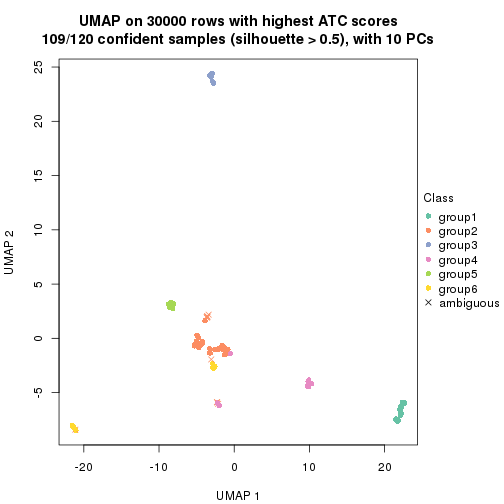 UMAP on 30000 rows with highest ATC scores
109/120 confident samples (silhouette > 0.5), with 10 PCs
25
20
15
10
5
0
-5
UMAP 2
-20
-10
0
10
20
UMAP 1
Class
group1
group2
group3
group4
group5
group6
ambiguous